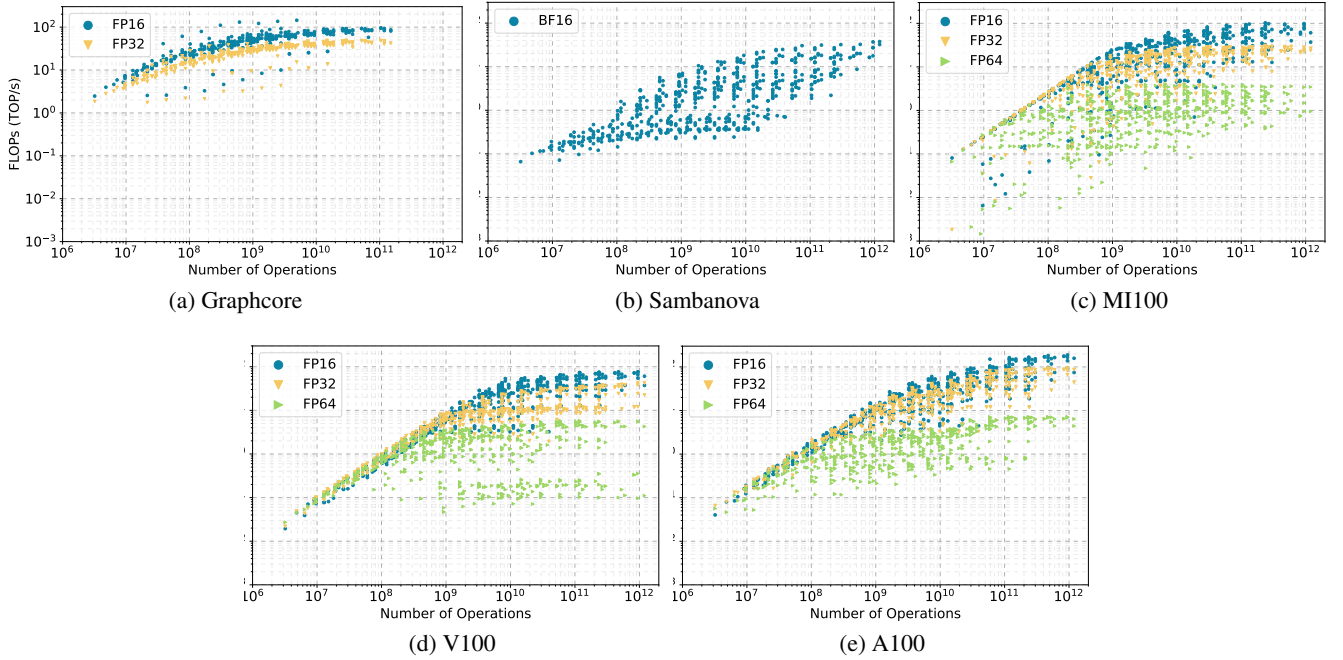 FP16
FP32
FLOPs (TOP/s)
10²
10¹
10⁰
10⁻¹
10⁻²
10⁻³
10⁶ 10⁷ 10⁸ 10⁹ 10¹⁰ 10¹¹ 10¹²
Number of Operations
(a) Graphcore
BF16
10⁶ 10⁷ 10⁸ 10⁹ 10¹⁰ 10¹¹ 10¹²
Number of Operations
(b) Sambanova
FP16
FP32
FP64
10⁶ 10⁷ 10⁸ 10⁹ 10¹⁰ 10¹¹ 10¹²
Number of Operations
(c) MI100
FP16
FP32
FP64
10⁶ 10⁷ 10⁸ 10⁹ 10¹⁰ 10¹¹ 10¹²
Number of Operations
(d) V100
FP16
FP32
FP64
10⁶ 10⁷ 10⁸ 10⁹ 10¹⁰ 10¹¹ 10¹²
Number of Operations
(e) A100